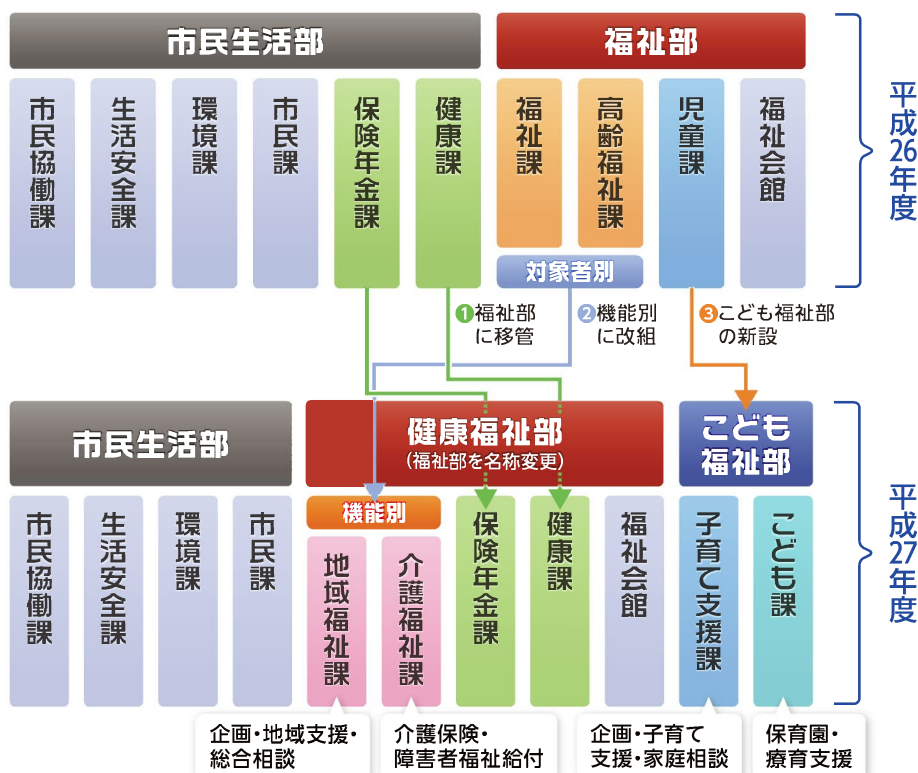 市民生活部
福祉部
市民協働課
生活安全課
環境課
市民課
保険年金課
健康課
福祉課
高齢福祉課
児童課
福祉会館
平成26年度
対象者別
1福祉部
に移管
2機能別
に改組
3こども福祉部
の新設
市民生活部
健康福祉部
(福祉部を名称変更)
こども
福祉部
市民協働課
生活安全課
環境課
市民課
機能別
地域福祉課
介護福祉課
保険年金課
健康課
福祉会館
子育て支援課
こども課
平成27年度
企画・地域支援・
総合相談
介護保険・
障害者福祉給付
企画・子育て
支援・家庭相談
保育園・
療育支援